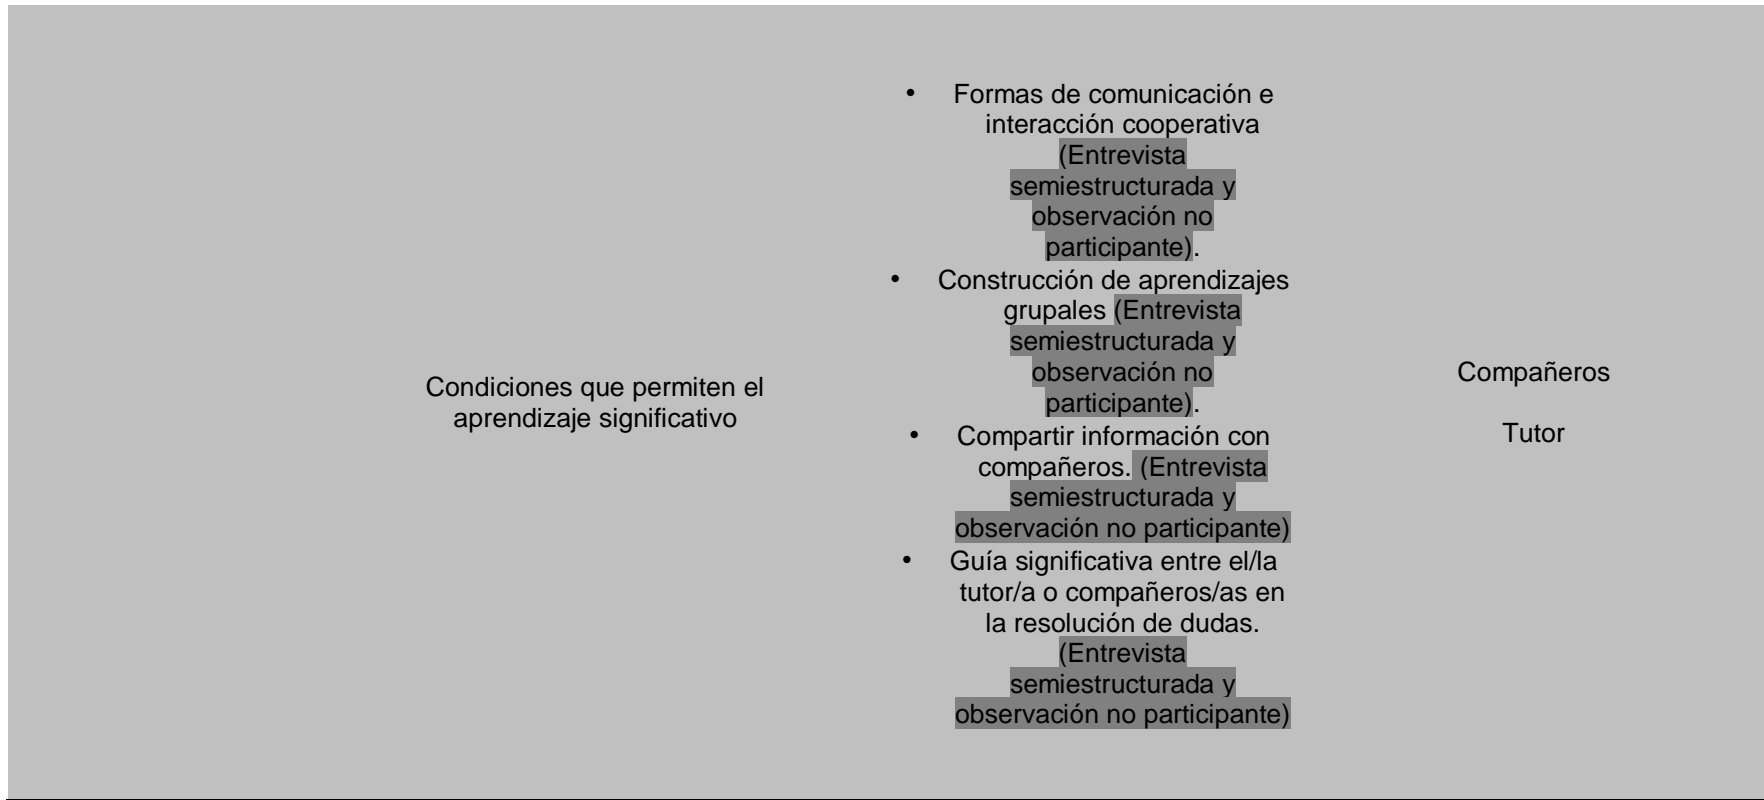 Condiciones que permiten el
aprendizaje significativo
• Formas de comunicación e
interacción cooperativa
(Entrevista
semiestructurada y
observación no
participante).
• Construcción de aprendizajes
grupales (Entrevista
semiestructurada y
observación no
participante).
• Compartir información con
compañeros. (Entrevista
semiestructurada y
observación no participante)
• Guía significativa entre el/la
tutor/a o compañeros/as en
la resolución de dudas.
(Entrevista
semiestructurada y
observación no participante)
Compañeros
Tutor